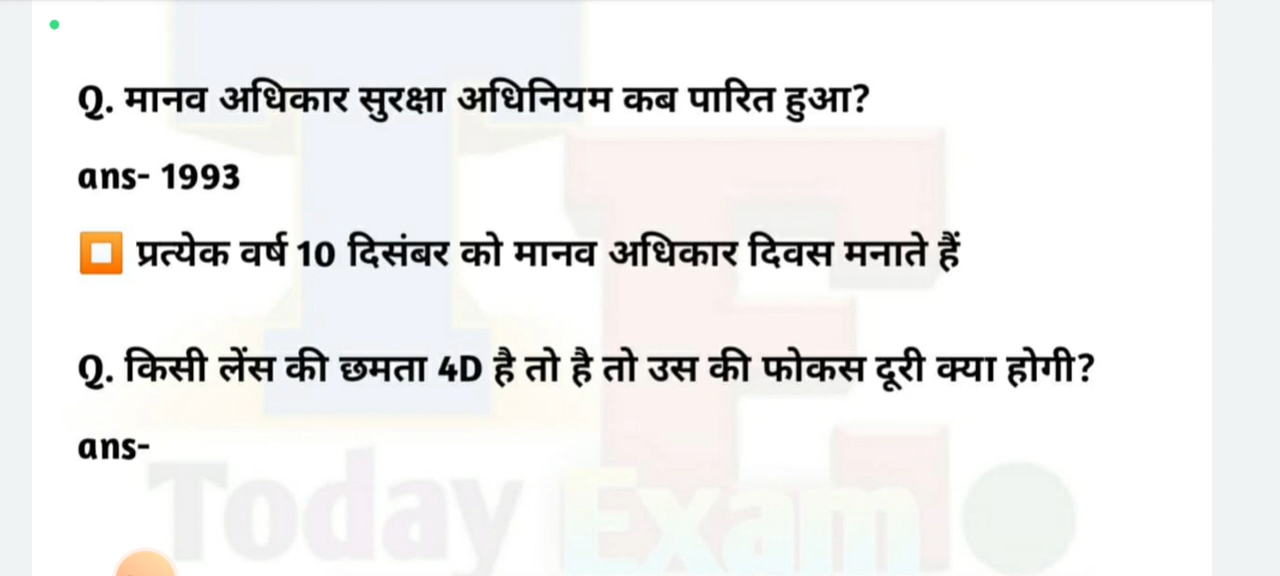 Q. मानव अधिकार सुरक्षा अधिनियम कब पारित हुआ?
ans- 1993
प्रत्येक वर्ष 10 दिसंबर को मानव अधिकार दिवस मनाते हैं
Q. किसी लेंस की छमता 4D है तो है तो उस की फोकस दूरी क्या होगी?
ans-
Today Exam